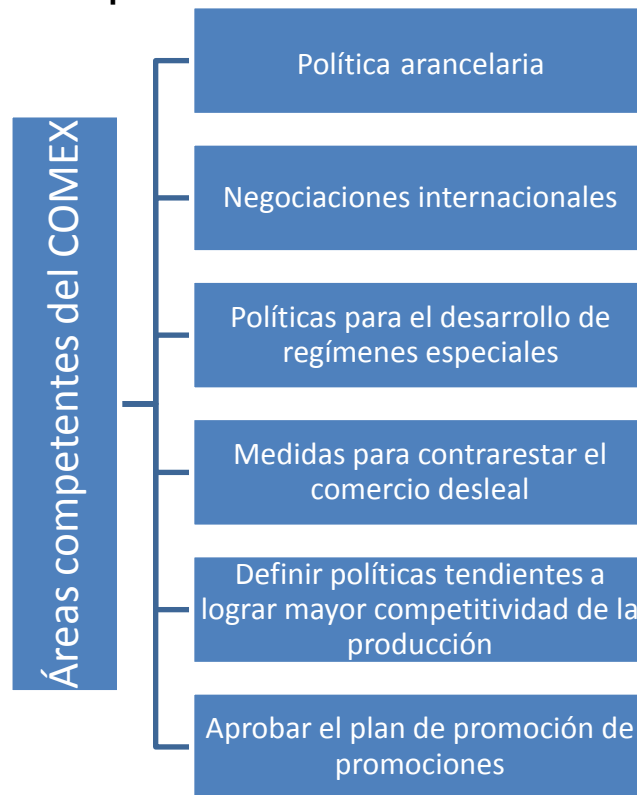 Áreas competentes del COMEX
Política arancelaria
Negociaciones internacionales
Políticas para el desarrollo de
regímenes especiales
Medidas para contrarestar el
comercio desleal
Definir políticas tendientes a
lograr mayor competitividad de la
producción
Aprobar el plan de promoción de
promociones